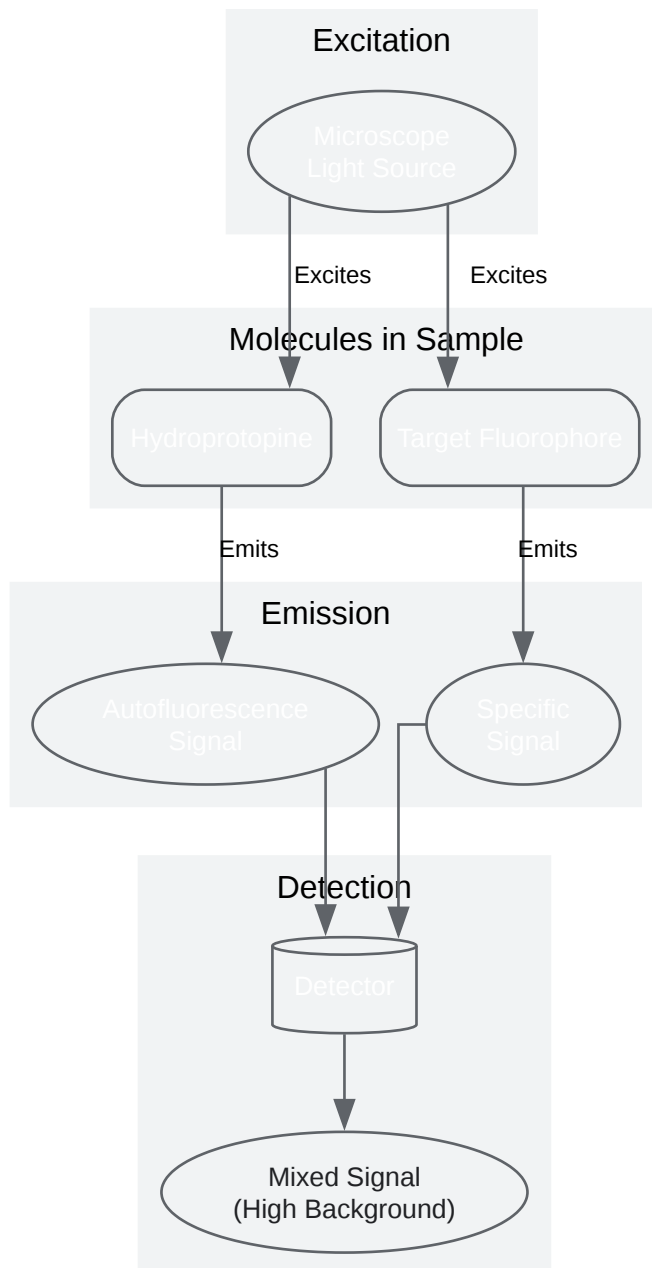 Excitation
Microscope
Light Source
Excites
Excites
Molecules in Sample
Hydroprotopine
Target Fluorophore
Emits
Emits
Emission
Autofluorescence
Signal
Specific
Signal
Detection
Detector
Mixed Signal
(High Background)